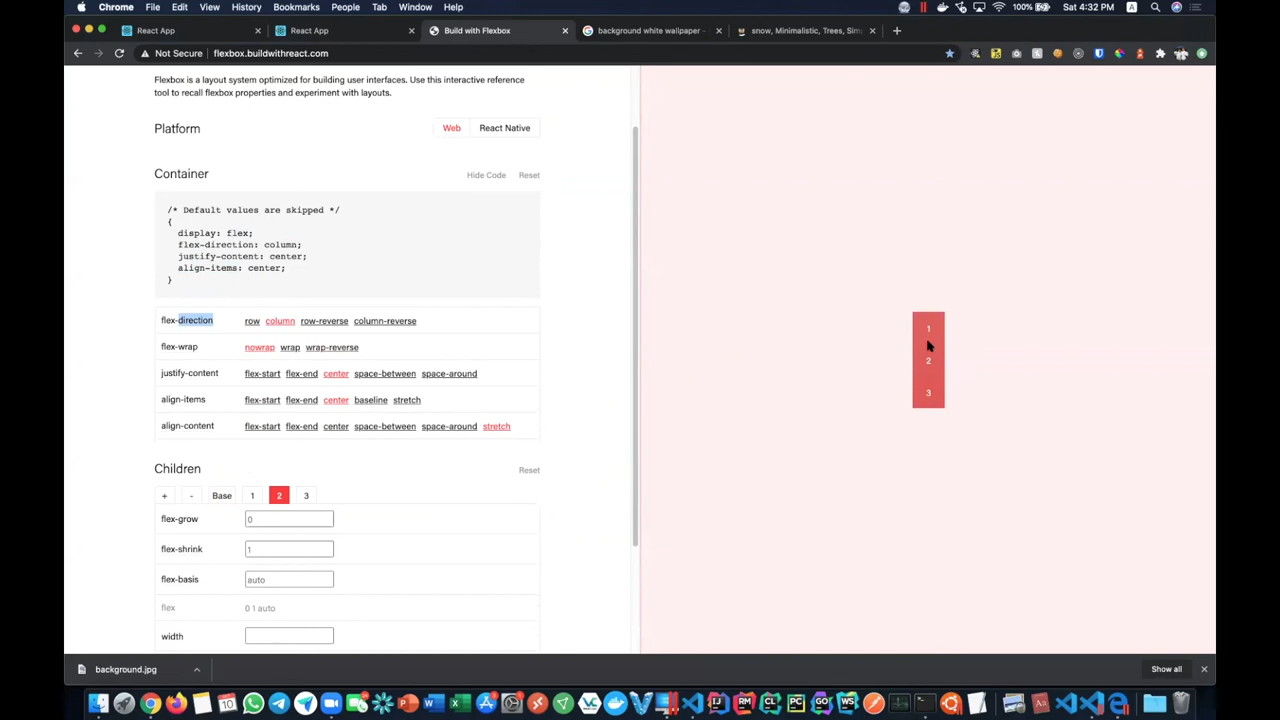 Chrome File Edit View History Bookmarks People Tab Window Help 100% Sat 4:32 PM A
React App
React App
Build with Flexbox
background white wallpaper -
snow, Minimalistic, Trees, Sim
Not Secure flexbox.buildwithreact.com
Flexbox is a layout system optimized for building user interfaces. Use this interactive reference
tool to recall flexbox properties and experiment with layouts.
Platform Web React Native
Container Hide Code Reset
/* Default values are skipped */
{
display: flex;
flex-direction: column;
justify-content: center;
align-items: center;
}
flex-direction row column row-reverse column-reverse
flex-wrap nowrap wrap wrap-reverse
justify-content flex-start flex-end center space-between space-around
align-items flex-start flex-end center baseline stretch
align-content flex-start flex-end center space-between space-around stretch
Children Reset
+ - Base 1 2 3
flex-grow 0
flex-shrink 1
flex-basis auto
flex 0 1 auto
width
1
2
3
background.jpg Show all